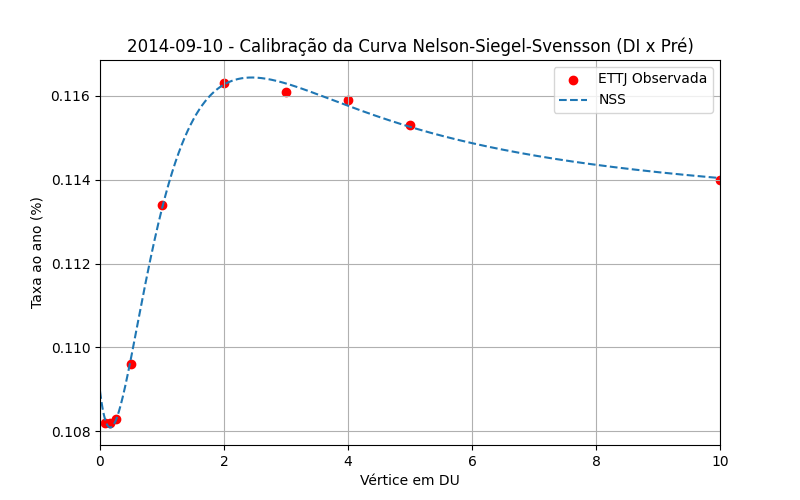 2014-09-10 - Calibração da Curva Nelson-Siegel-Svensson (DI x Pré)
ETTJ Observada
NSS
Taxa ao ano (%)
0.116
0.114
0.112
0.110
0.108
0 2 4 6 8 10
Vértice em DU